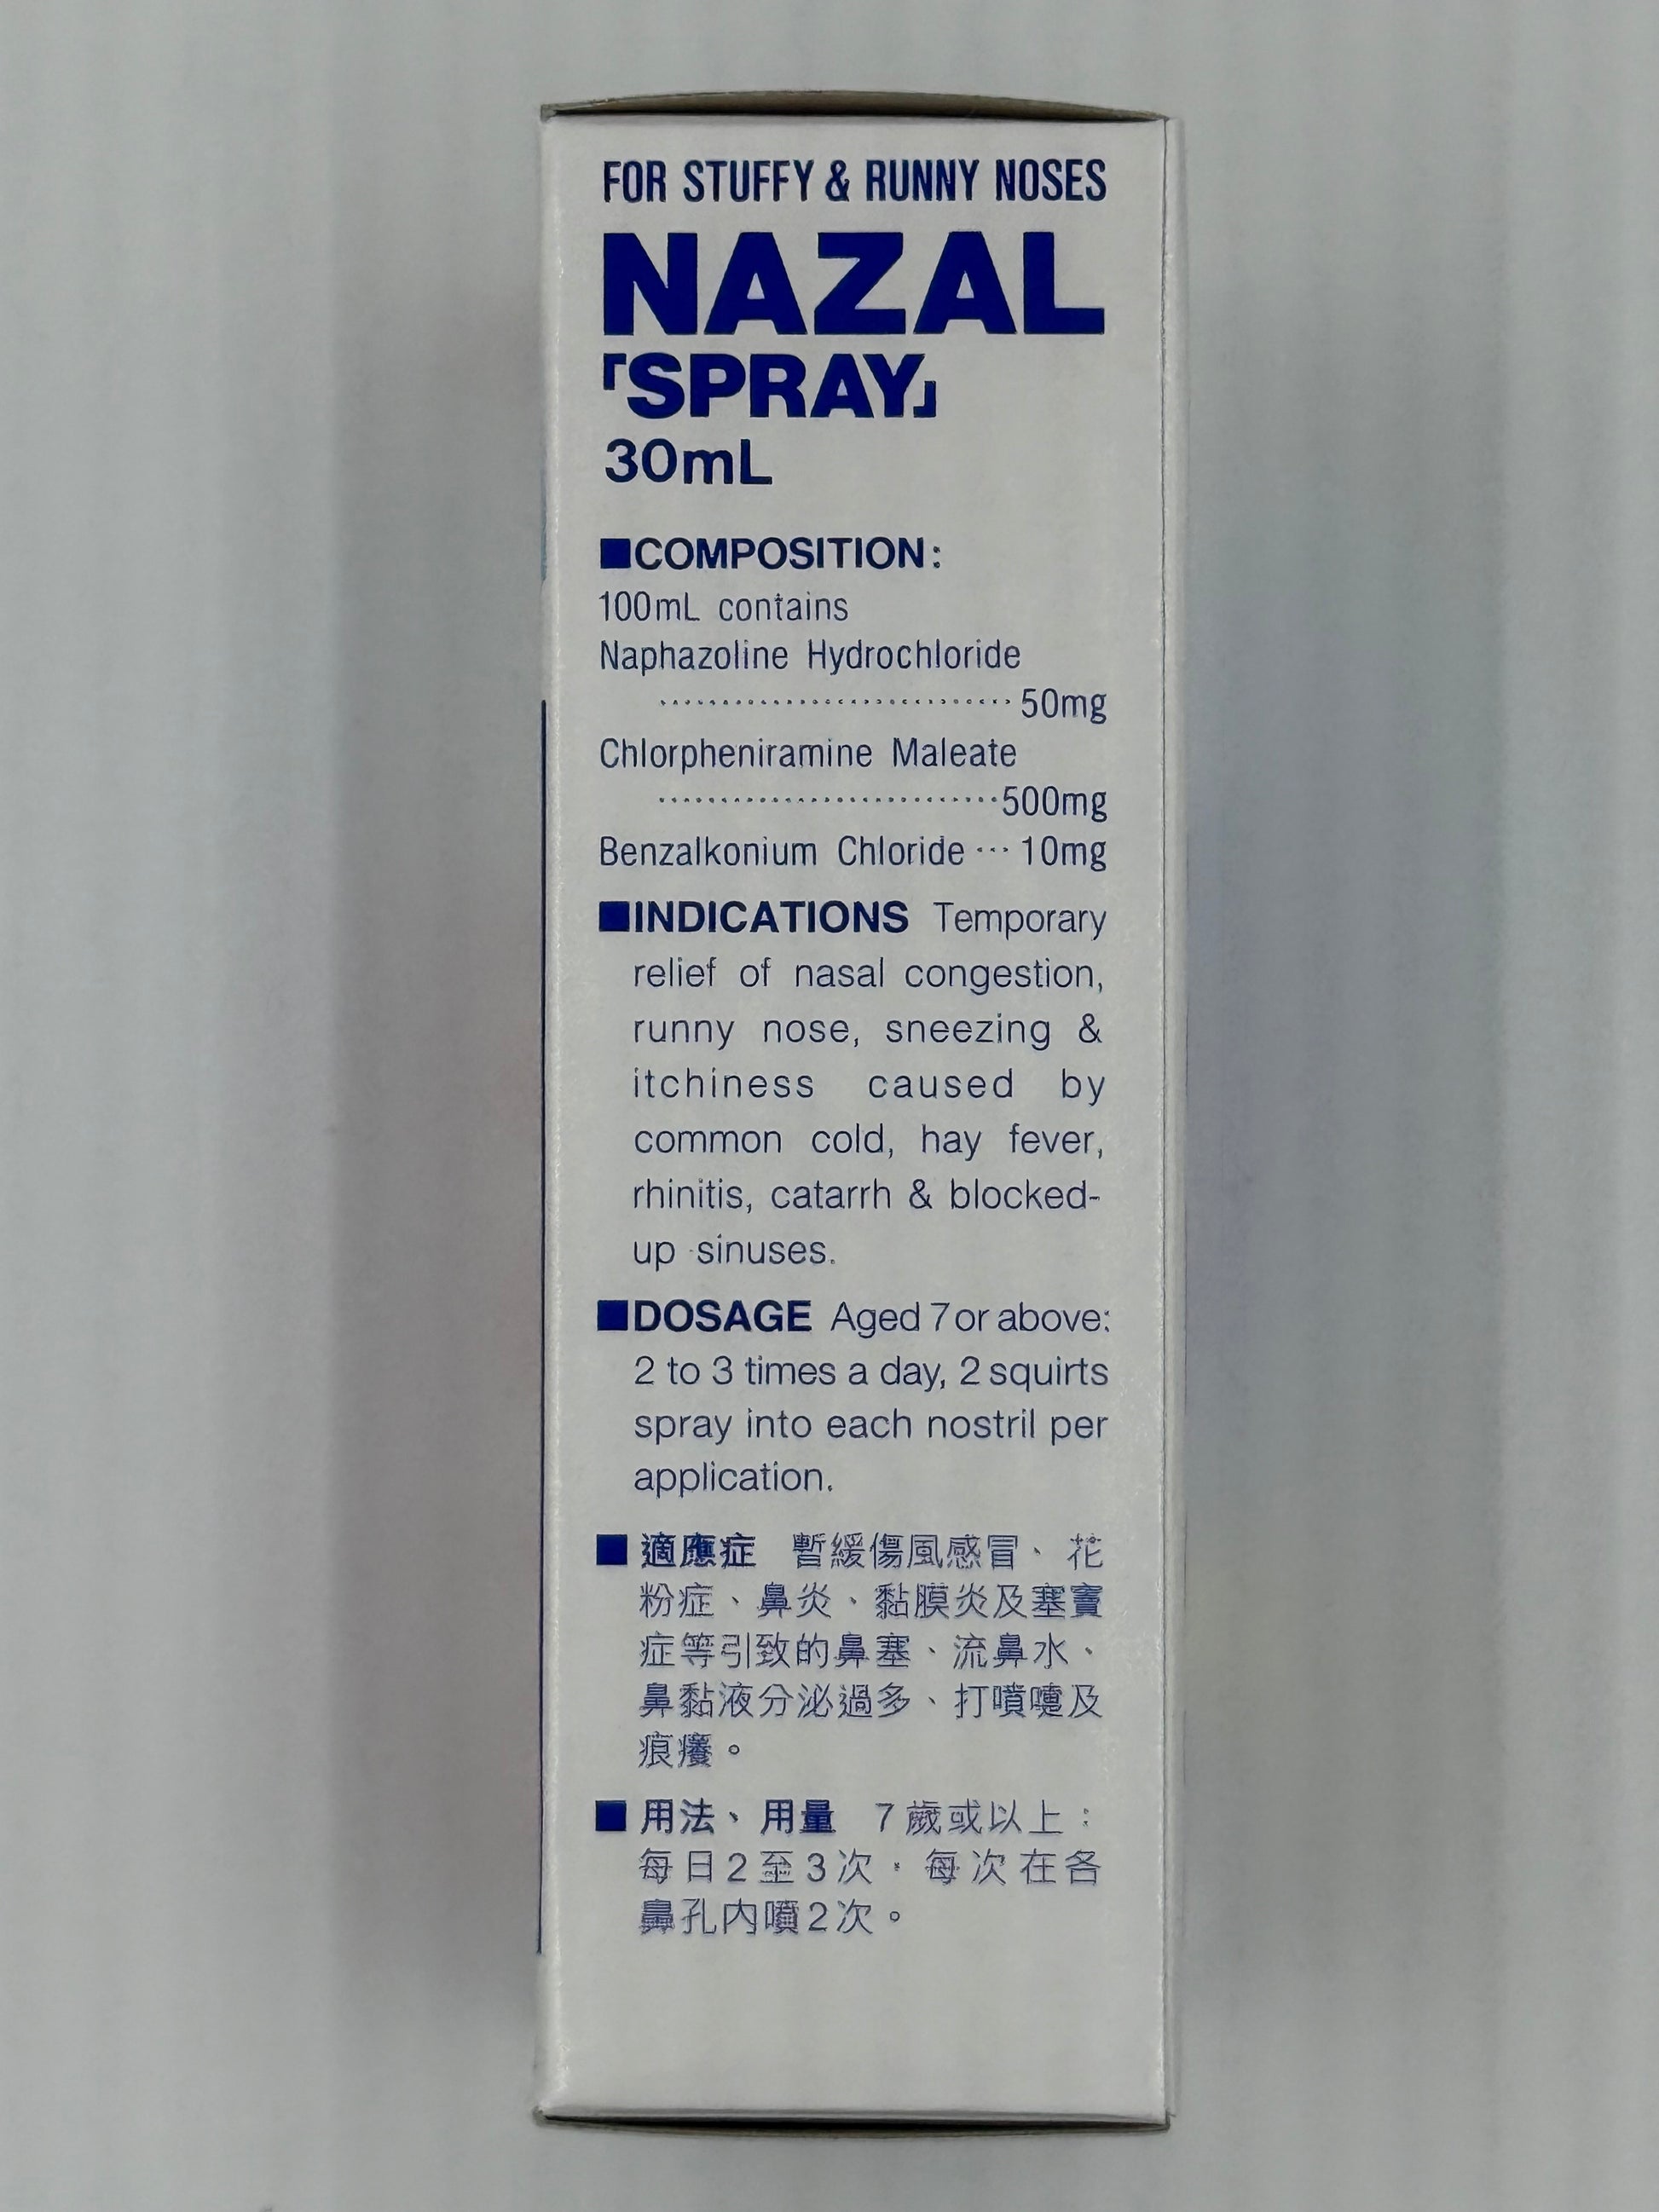 FOR STUFFY & RUNNY NOSES
NAZAL
「SPRAY」
30mL
■COMPOSITION:
100mL contains
Naphazoline Hydrochloride
···························· 50mg
Chlorpheniramine Maleate
···························500mg
Benzalkonium Chloride ··· 10mg
■INDICATIONS Temporary
relief of nasal congestion,
runny nose, sneezing &
itchiness caused by
common cold, hay fever,
rhinitis, catarrh & blocked-
up sinuses.
■DOSAGE Aged 7 or above:
2 to 3 times a day, 2 squirts
spray into each nostril per
application.
■ 適應症 暫緩傷風感冒、花
粉症、鼻炎、黏膜炎及塞竇
症等引致的鼻塞、流鼻水、
鼻黏液分泌過多、打噴嚏及
痕癢。
■ 用法、用量 7歲或以上：
每日2至3次，每次在各
鼻孔內噴2次。